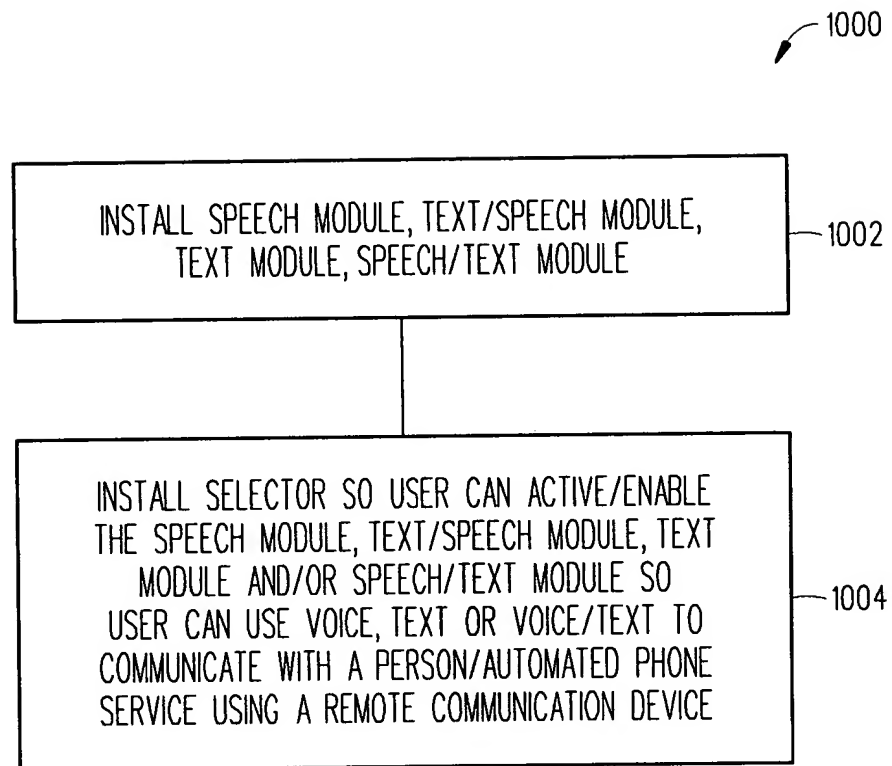 1000
INSTALL SPEECH MODULE, TEXT/SPEECH MODULE,
TEXT MODULE, SPEECH/TEXT MODULE
1002
INSTALL SELECTOR SO USER CAN ACTIVE/ENABLE
THE SPEECH MODULE, TEXT/SPEECH MODULE, TEXT
MODULE AND/OR SPEECH/TEXT MODULE SO
USER CAN USE VOICE, TEXT OR VOICE/TEXT TO
COMMUNICATE WITH A PERSON/AUTOMATED PHONE
SERVICE USING A REMOTE COMMUNICATION DEVICE
1004